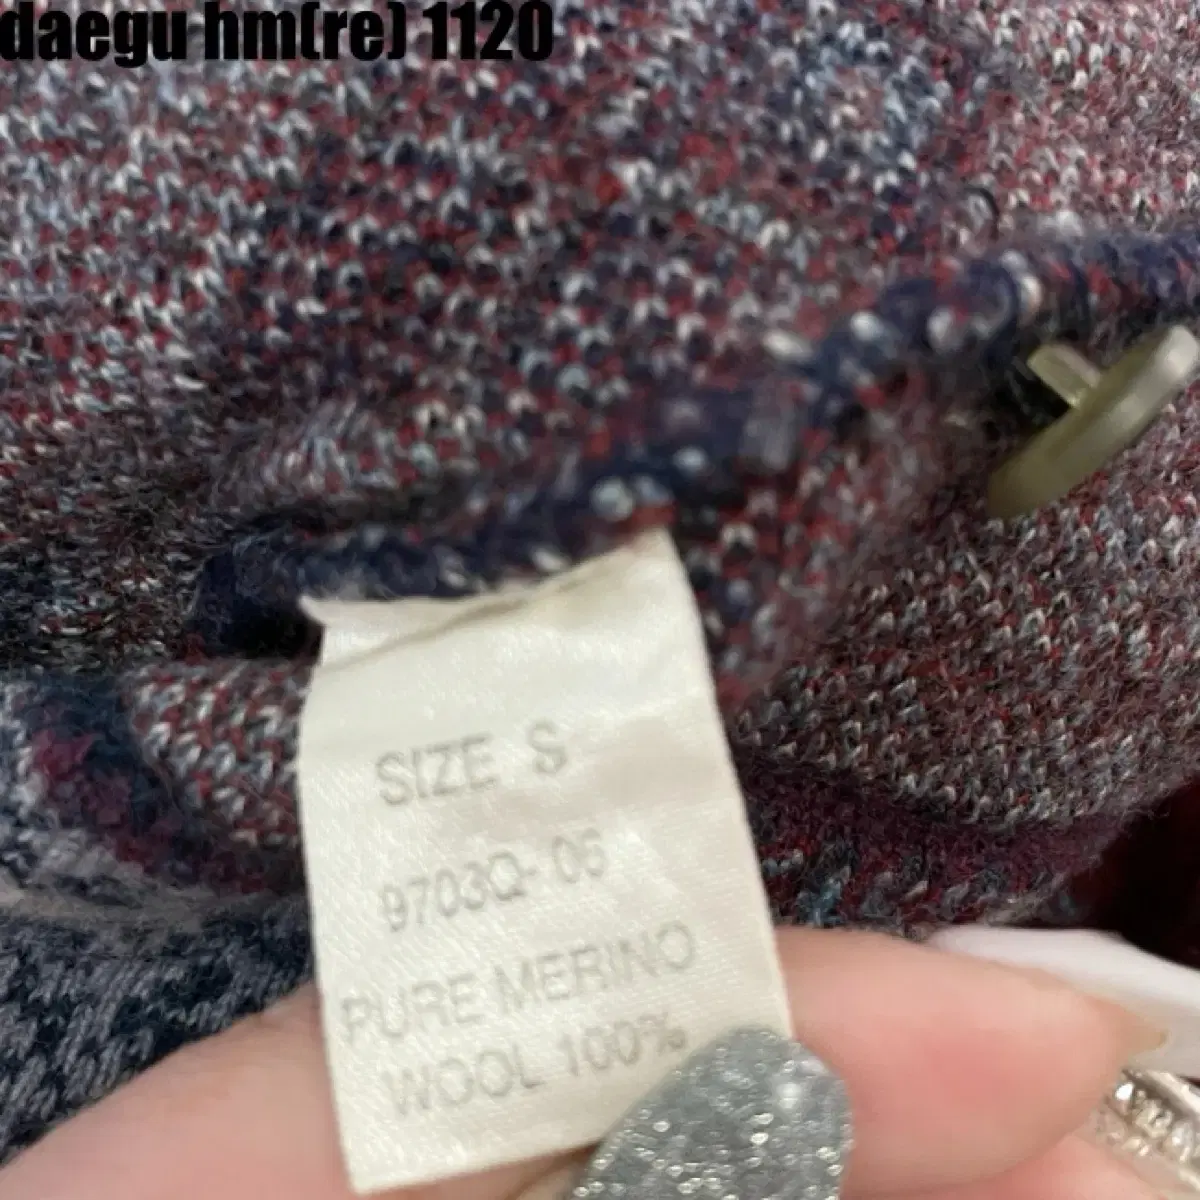 daegu hm(re) 1120
SIZE S
9703Q-06
PURE MERINO
WOOL 100%